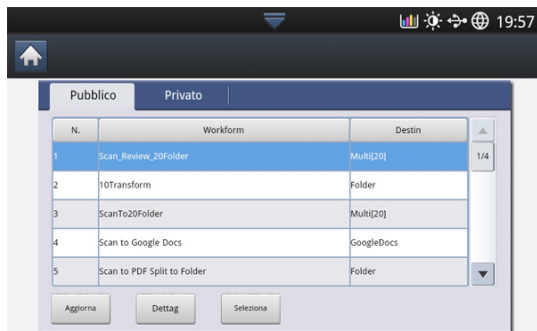 19:57
Pubblico Privato
N. Workform Destin
1 Scan_Review_20Folder Multi[20] 1/4
2 10Transform Folder
3 ScanTo20Folder Multi[20]
4 Scan to Google Docs GoogleDocs
5 Scan to PDF Split to Folder Folder
Aggiorna Dettag Seleziona